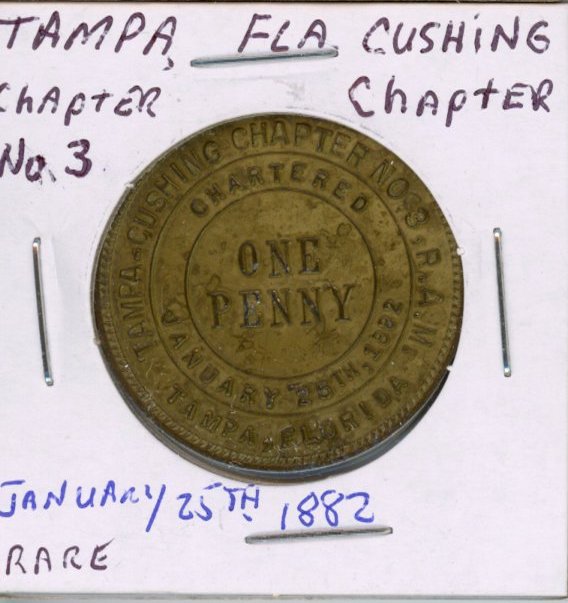 TAMPA, FLA CUSHING
CHAPTER CHAPTER
No. 3
TAMPA-CUSHING CHAPTER NO. 3, R.A.M.
TAMPA, FLORIDA
CHARTERED
JANUARY 25TH, 1882
ONE
PENNY
JANUARY 25TH 1882
RARE